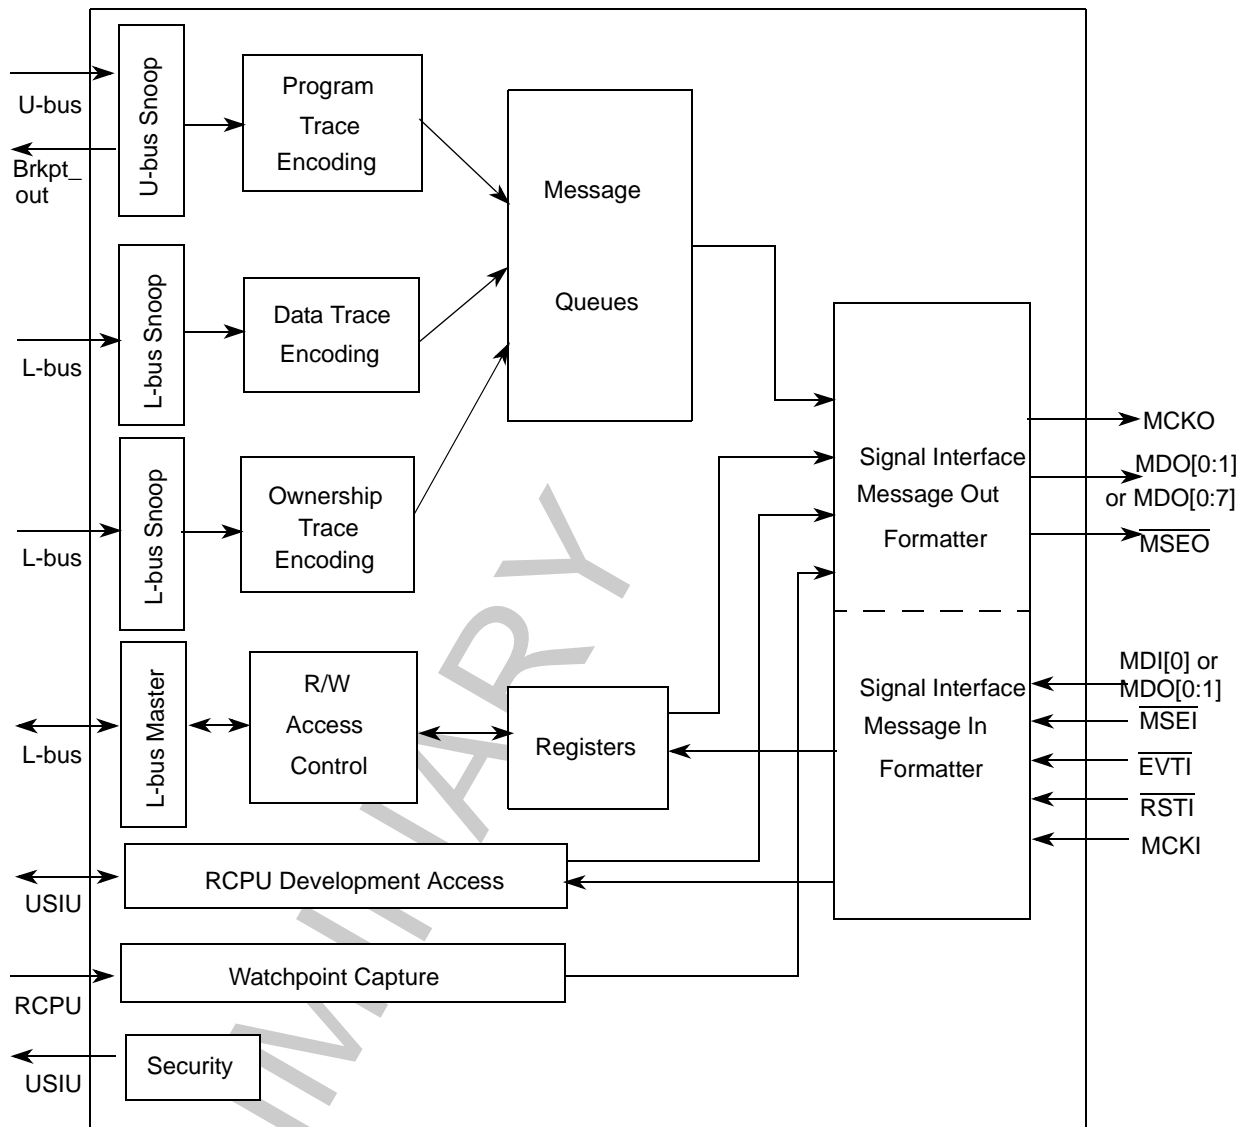 U-bus
Brkpt_
out
U-bus Snoop
Program
Trace
Encoding
Message
Queues
L-bus
L-bus Snoop
Data Trace
Encoding
L-bus
L-bus Snoop
Ownership
Trace
Encoding
Signal Interface
Message Out
Formatter
MCKO
MDO[0:1]
or MDO[0:7]
MSEO
L-bus
L-bus Master
R/W
Access
Control
Registers
Signal Interface
Message In
Formatter
MDI[0] or
MDO[0:1]
MSEI
EVTI
RSTI
MCKI
USIU
RCPU Development Access
RCPU
Watchpoint Capture
USIU
Security
IMINARY